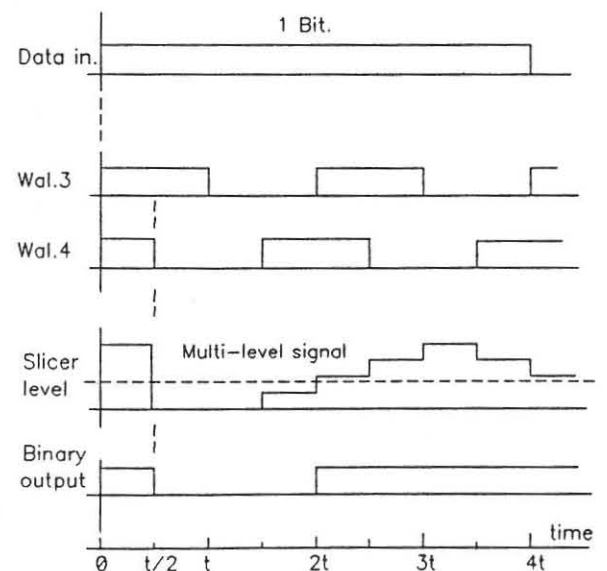 1 Bit.
Data in.
Wal.3
Wal.4
Multi-level signal
Slicer
level
Binary
output
time
0 t/2 t 2t 3t 4t